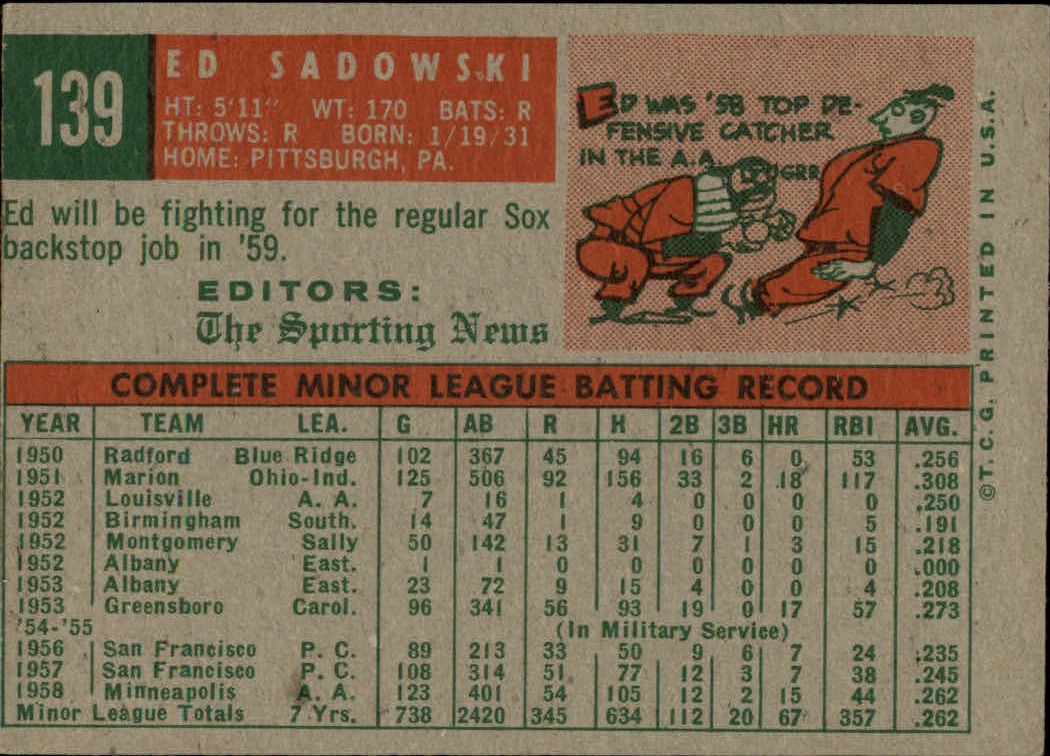 139
ED SADOWSKI
HT: 5'11" WT: 170 BATS: R
THROWS: R BORN: 1/19/31
HOME: PITTSBURGH, PA.
Ed will be fighting for the regular Sox
backstop job in '59.
EDITORS:
The Sporting News
ED WAS '58 TOP DE-
FENSIVE CATCHER
IN THE A.A.
GRR
COMPLETE MINOR LEAGUE BATTING RECORD
YEAR TEAM LEA. G AB R H 2B 3B HR RBI AVG.
1950 Radford Blue Ridge 102 367 45 94 16 6 0 53 .256
1951 Marion Ohio-Ind. 125 506 92 156 33 2 18 117 .308
1952 Louisville A. A. 7 16 1 4 0 0 0 0 .250
1952 Birmingham South. 14 47 1 9 0 0 0 5 .191
1952 Montgomery Sally 50 142 13 31 7 1 3 15 .218
1952 Albany East. 1 1 0 0 0 0 0 0 .000
1953 Albany East. 23 72 9 15 4 0 0 4 .208
1953 Greensboro Carol. 96 341 56 93 19 0 17 57 .273
'54-'55 (In Military Service)
1956 San Francisco P. C. 89 213 33 50 9 6 7 24 .235
1957 San Francisco P. C. 108 314 51 77 12 3 7 38 .245
1958 Minneapolis A. A. 123 401 54 105 12 2 15 44 .262
Minor League Totals 7 Yrs. 738 2420 345 634 112 20 67 357 .262
©T. C. G. PRINTED IN U.S.A.